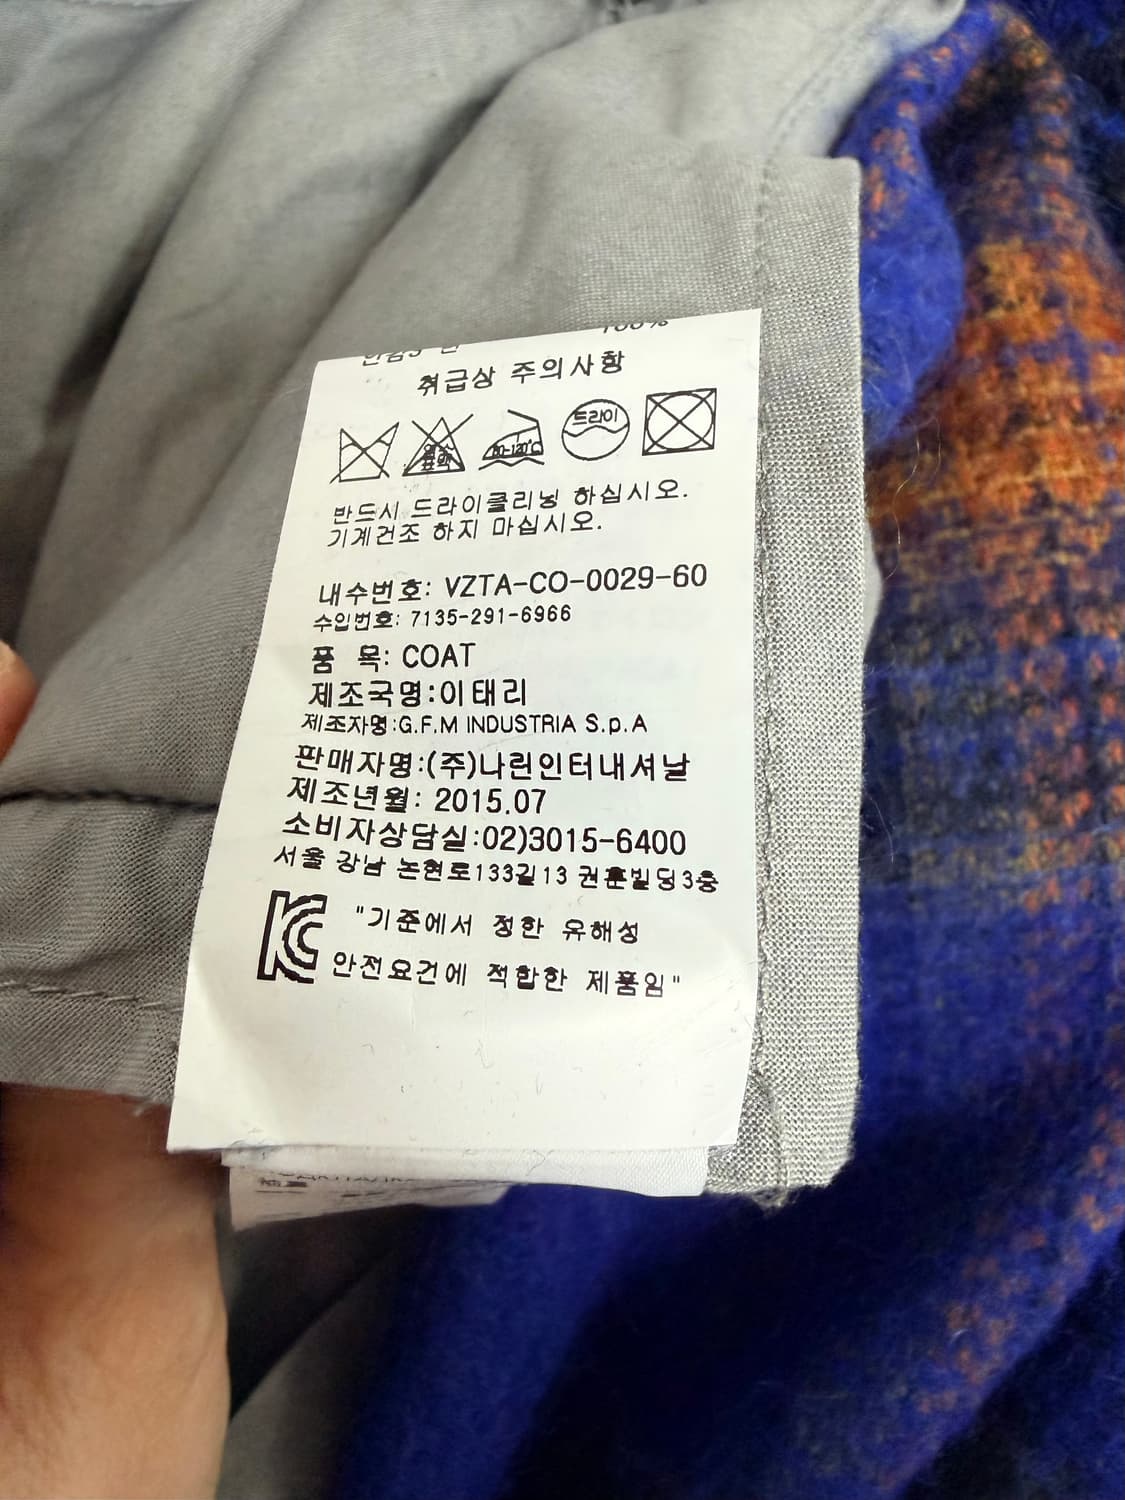 100%
취급상 주의사항
드라이
80-120℃
반드시 드라이클리닝 하십시오.
기계건조 하지 마십시오.
내수번호: VZTA-CO-0029-60
수입번호: 7135-291-6966
품 목: COAT
제조국명:이태리
제조자명:G.F.M INDUSTRIA S.p.A
판매자명:(주)나린인터내셔날
제조년월: 2015.07
소비자상담실:02)3015-6400
서울 강남 논현로133길13 권훈빌딩3층
KC
"기준에서 정한 유해성
안전요건에 적합한 제품임"